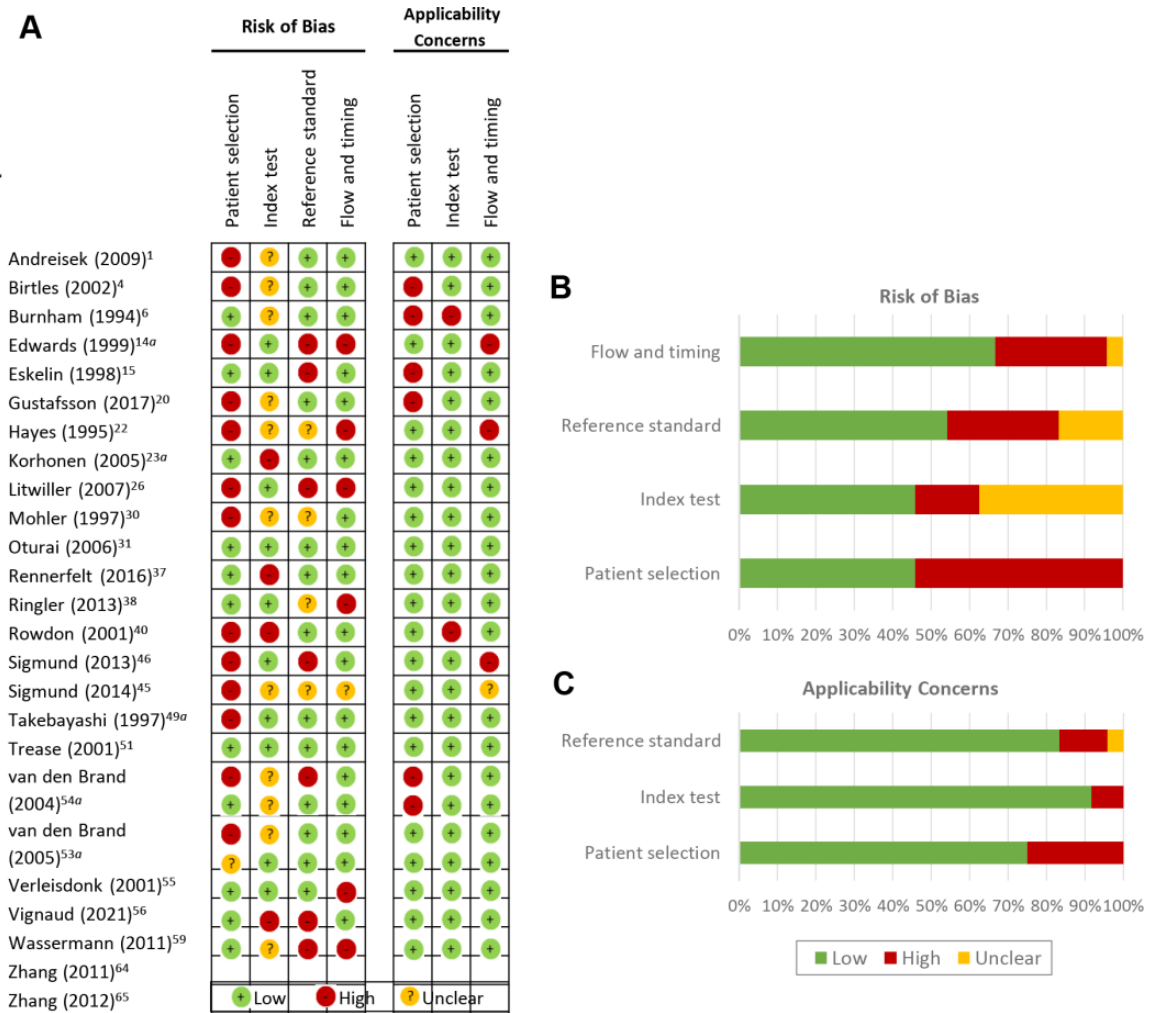 A
Risk of Bias
Applicability
Concerns
Patient selection
Index test
Reference standard
Flow and timing
Patient selection
Index test
Flow and timing
Andreisek (2009)1 - ? + + + + +
Birtles (2002)4 - ? + + - + +
Burnham (1994)6 + ? + + - - +
Edwards (1999)14a - + - - + + -
Eskelin (1998)15 + + - + - + +
Gustafsson (2017)20 - ? + + - + +
Hayes (1995)22 - ? ? - + + -
Korhonen (2005)23a + - + + + + +
Litwiller (2007)26 - + - - + + +
Mohler (1997)30 - ? ? + + + +
Oturai (2006)31 + + + + + + +
Rennerfelt (2016)37 + - + + + + +
Ringler (2013)38 + + ? - + + +
Rowdon (2001)40 - - + + + - +
Sigmund (2013)46 - + - + + + -
Sigmund (2014)45 - ? ? ? + + ?
Takebayashi (1997)49a - + + + + + +
Trease (2001)51 + + + + + + +
van den Brand - ? - + - + +
(2004)54a + ? + + - + +
van den Brand - ? + + + + +
(2005)53a ? + + + + + +
Verleisdonk (2001)55 + + + - + + +
Vignaud (2021)56 + - - + + + +
Wassermann (2011)59 + ? - - + + +
Zhang (2011)64
Zhang (2012)65
+ Low - High ? Unclear
B
Risk of Bias
Flow and timing
Reference standard
Index test
Patient selection
0% 10% 20% 30% 40% 50% 60% 70% 80% 90% 100%
C
Applicability Concerns
Reference standard
Index test
Patient selection
0% 10% 20% 30% 40% 50% 60% 70% 80% 90% 100%
Low High Unclear